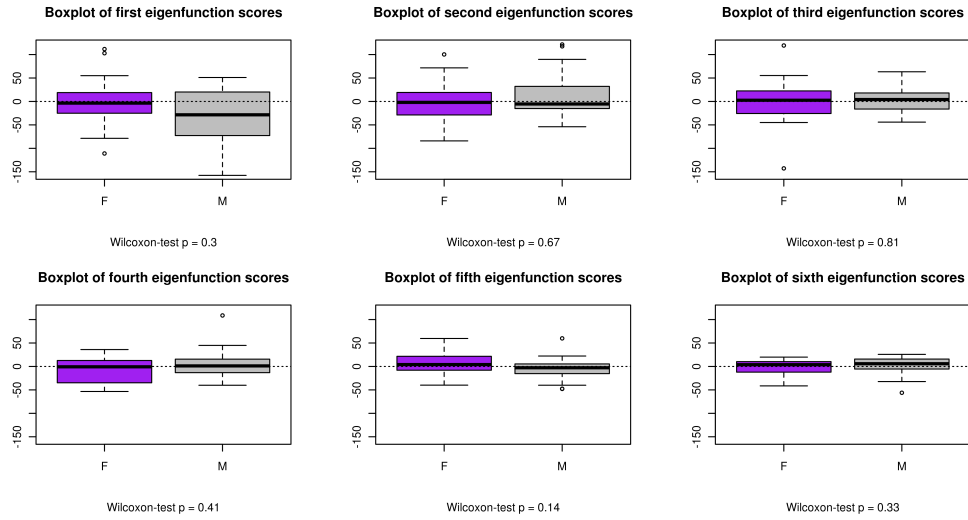 Boxplot of first eigenfunction scores
50
0
-50
-150
F
M
Wilcoxon-test p = 0.3
Boxplot of second eigenfunction scores
50
0
-50
-150
F
M
Wilcoxon-test p = 0.67
Boxplot of third eigenfunction scores
50
0
-50
-150
F
M
Wilcoxon-test p = 0.81
Boxplot of fourth eigenfunction scores
50
0
-50
-150
F
M
Wilcoxon-test p = 0.41
Boxplot of fifth eigenfunction scores
50
0
-50
-150
F
M
Wilcoxon-test p = 0.14
Boxplot of sixth eigenfunction scores
50
0
-50
-150
F
M
Wilcoxon-test p = 0.33